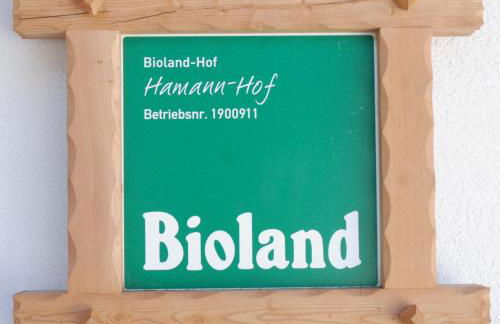 Bioland-Hof
Hamann-Hof
Betriebsnr. 1900911
Bioland